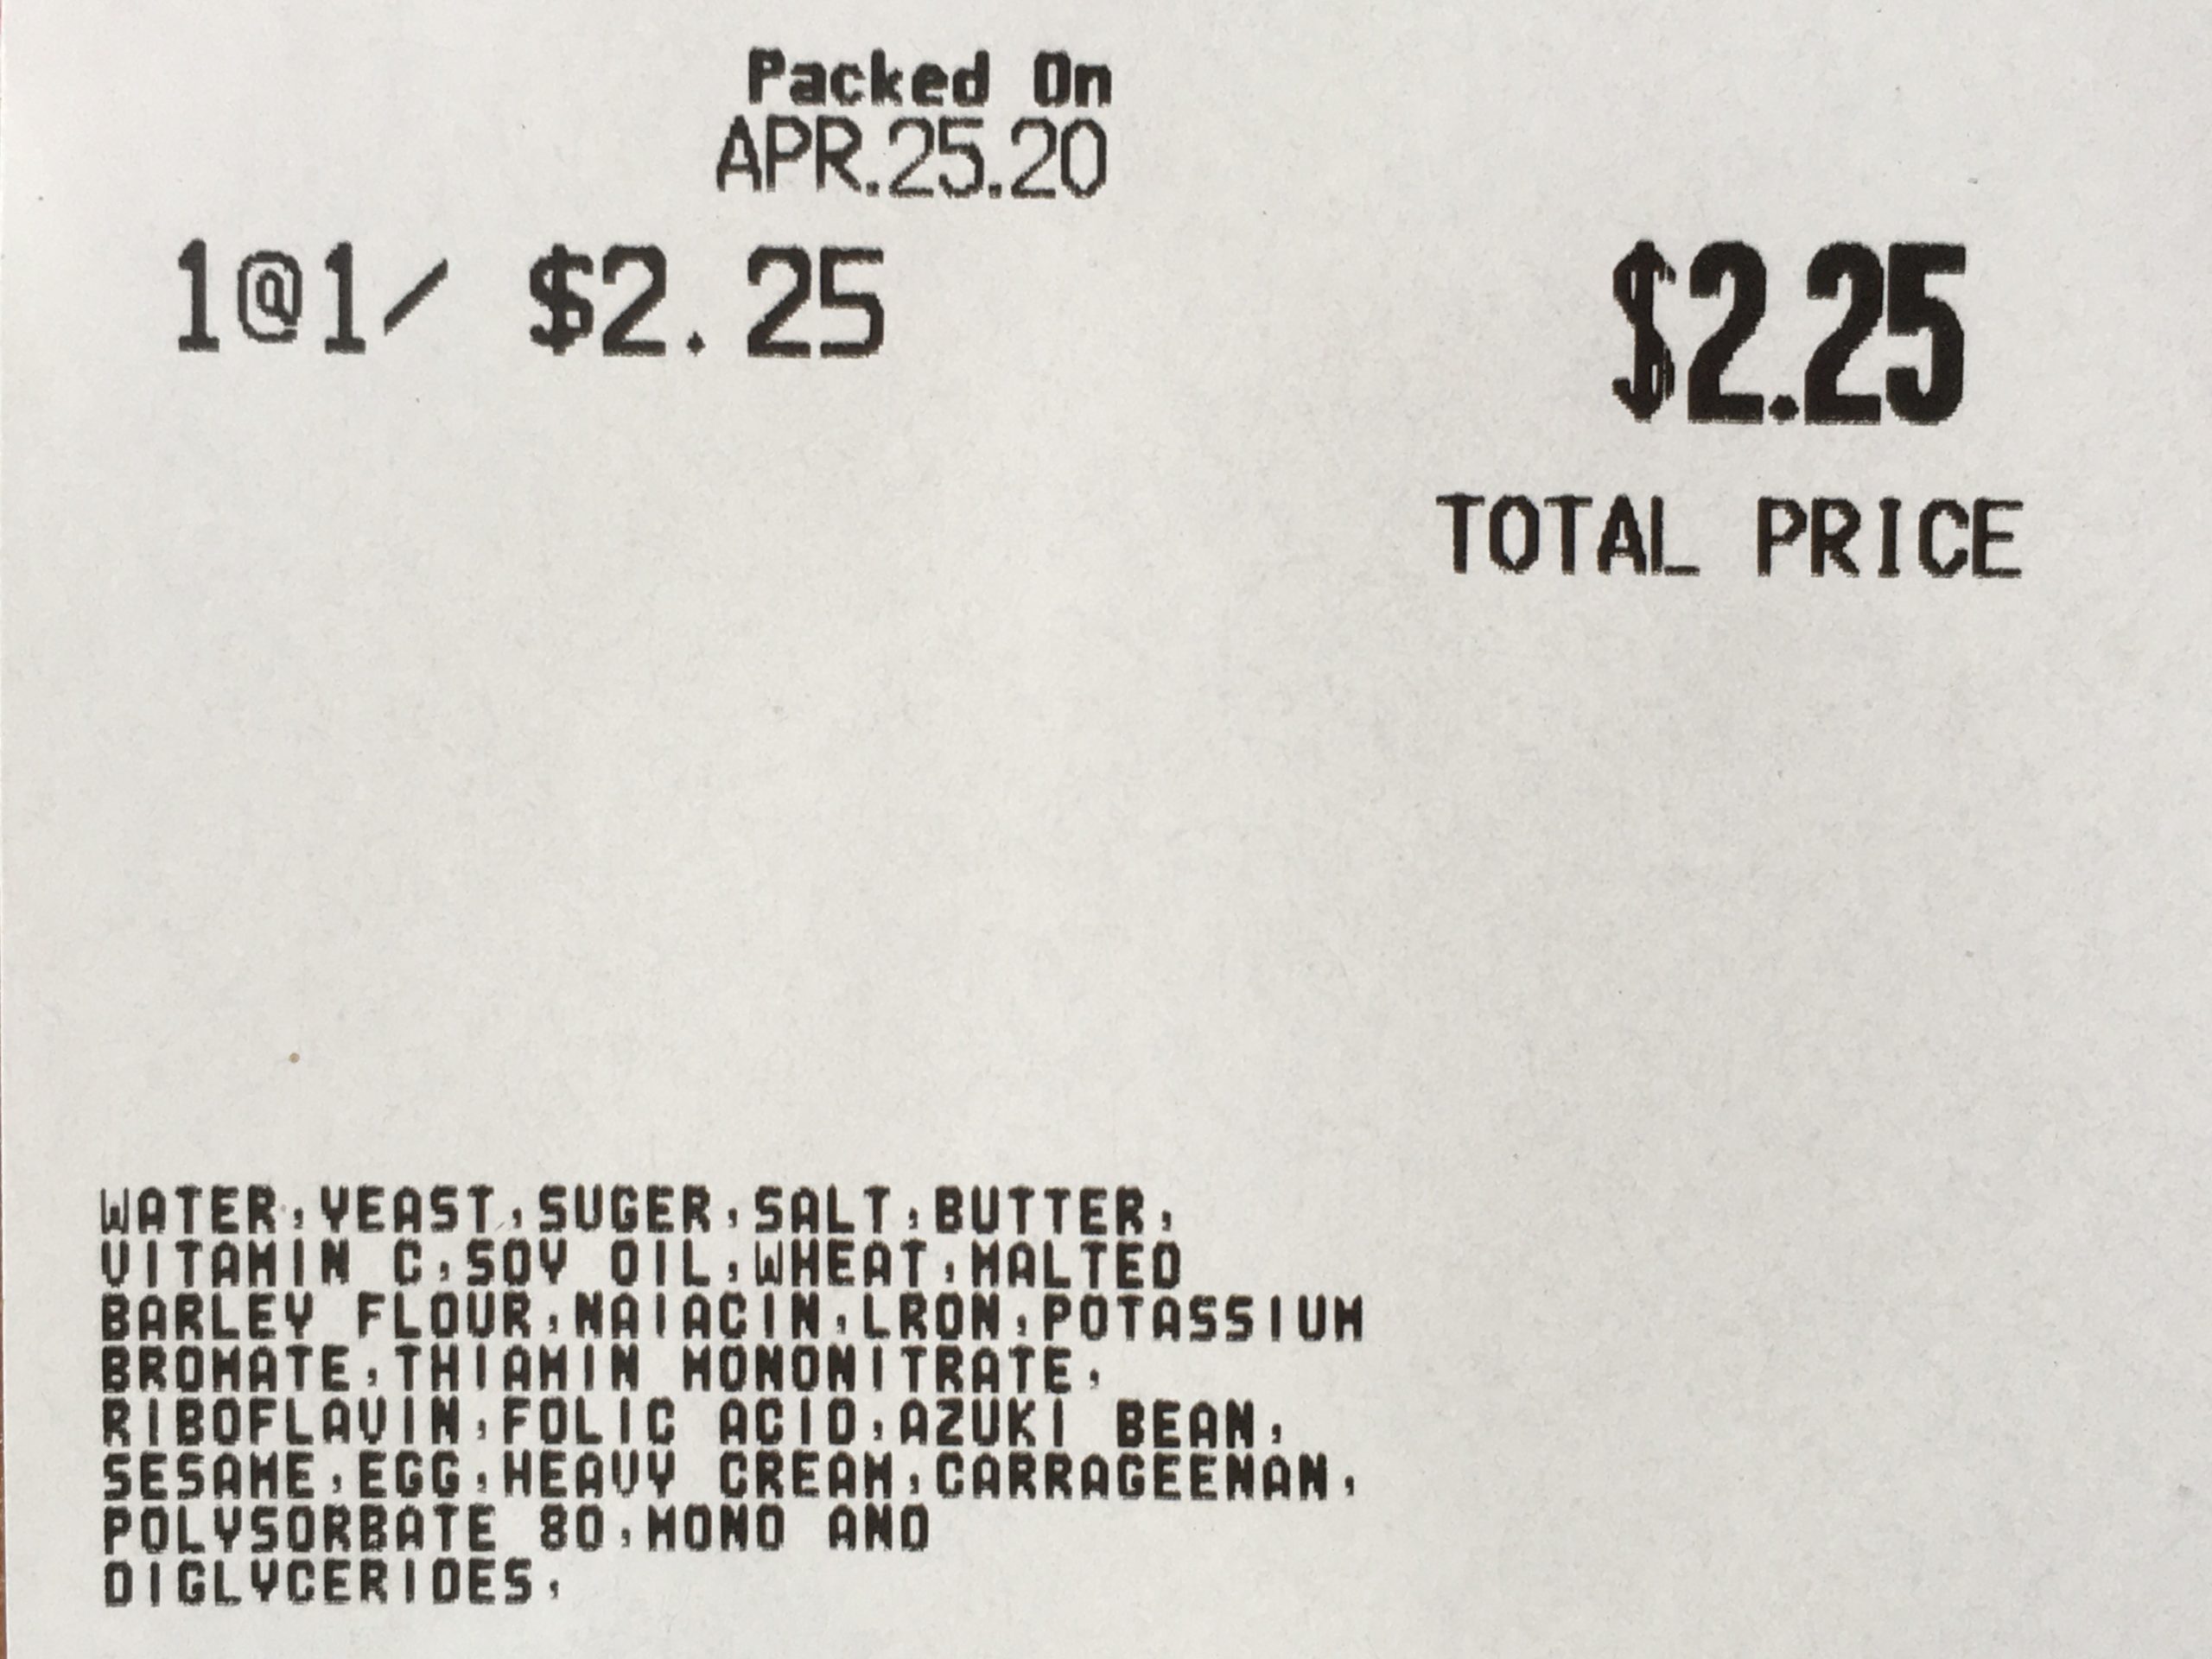 Packed On
APR.25.20
1@1/ $2.25
$2.25
TOTAL PRICE
WATER,YEAST,SUGER,SALT,BUTTER,
VITAMIN C,SOY OIL,WHEAT,MALTED
BARLEY FLOUR,NAIACIN,LRON,POTASSIUM
BROMATE,THIAMIN MONONITRATE,
RIBOFLAVIN,FOLIC ACID,AZUKI BEAN,
SESAME,EGG,HEAVY CREAM,CARRAGEENAN,
POLYSORBATE 80,MONO AND
DIGLYCERIDES,